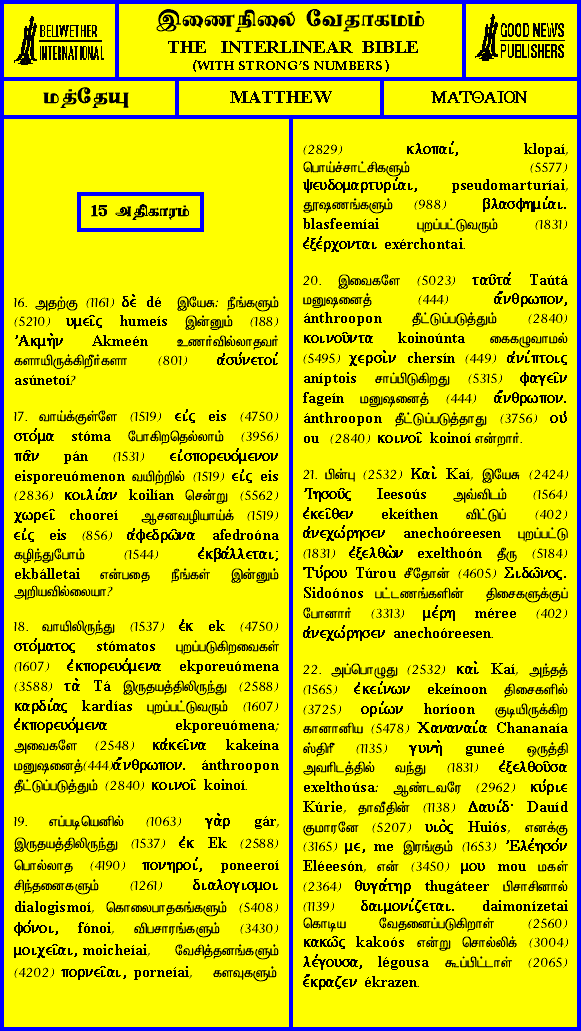 BELLWETHER
INTERNATIONAL
இணைநிலை வேதாகமம்
THE INTERLINEAR BIBLE
(WITH STRONG'S NUMBERS)
GOOD NEWS
PUBLISHERS
மத்தேயு
MATTHEW
ΜΑΤΘΑΙΟΝ
15 அதிகாரம்
16. அதற்கு (1161) δὲ dé இயேசு: நீங்களும்
(5210) υμεῖς humeís இன்னும் (188)
Ἀκμὴν Akmeén உணர்வில்லாதவர்
களாயிருக்கிறீர்களா (801) ἀσύνετοί
asúnetoí?
17. வாய்க்குள்ளே (1519) εἰς eis (4750)
στόμα stóma போகிறதெல்லாம் (3956)
πᾶν pán (1531) εἰσπορευόμενον
eisporeuómenon வயிற்றில் (1519) εἰς eis
(2836) κοιλίαν koilían சென்று (5562)
χωρεῖ chooreí ஆசனவழியாய்க் (1519)
εἰς eis (856) ἀφεδρῶνα afedroóna
கழிந்துபோம் (1544) ἐκβάλλεται;
ekbálletai என்பதை நீங்கள் இன்னும்
அறியவில்லையா?
18. வாயிலிருந்து (1537) ἐκ ek (4750)
στόματος stómatos புறப்படுகிறவைகள்
(1607) ἐκπορευόμενα ekporeuómena
(3588) τὰ Tá இருதயத்திலிருந்து (2588)
καρδίας kardías புறப்பட்டுவரும் (1607)
ἐκπορευόμενα ekporeuómena;
அவைகளே (2548) κἀκεῖνα kakeína
மனுஷனைத்(444)ἄνθρωπον. ánthroopon
தீட்டுப்படுத்தும் (2840) κοινοῖ koinoí.
19. எப்படியெனில் (1063) γὰρ gár,
இருதயத்திலிருந்து (1537) ἐκ Ek (2588)
பொல்லாத (4190) πονηροί, poneeroí
சிந்தனைகளும் (1261) διαλογισμοι
dialogismoí, கொலைபாதகங்களும் (5408)
φόνοι, fónoi, விபசாரங்களும் (3430)
μοιχεῖαι, moicheíai, வேசித்தனங்களும்
(4202) πορνεῖαι, porneíai, களவுகளும்
(2829) κλοπαί, klopaí,
பொய்ச்சாட்சிகளும் (5577)
ψευδομαρτυρίαι, pseudomarturíai,
தூஷணங்களும் (988) βλασφημίαι.
blasfeemíai புறப்பட்டுவரும் (1831)
ἐξέρχονται exérchontai.
20. இவைகளே (5023) ταῦτά Taútá
மனுஷனைத் (444) ἄνθρωπον,
ánthroopon தீட்டுப்படுத்தும் (2840)
κοινοῦντα koinoúnta கைகழுவாமல்
(5495) χερσὶν chersín (449) ἀνίπτοις
aníptois சாப்பிடுகிறது (5315) φαγεῖν
fageín மனுஷனைத் (444) ἄνθρωπον.
ánthroopon தீட்டுப்படுத்தாது (3756) οὐ
ou (2840) κοινοῖ koinoí என்றார்.
21. பின்பு (2532) Καὶ Kaí, இயேசு (2424)
Ἰησοῦς Ieesoús அவ்விடம் (1564)
ἐκεῖθεν ekeíthen விட்டுப் (402)
ἀνεχώρησεν anechoóreesen புறப்பட்டு
(1831) ἐξελθὼν exelthoón தீரு (5184)
Τύρου Túrou சீதோன் (4605) Σιδῶνος.
Sidoónos பட்டணங்களின் திசைகளுக்குப்
போனார் (3313) μέρη méree (402)
ἀνεχώρησεν anechoóreesen.
22. அப்பொழுது (2532) καὶ Kaí, அந்தத்
(1565) ἐκείνων ekeínoon திசைகளில்
(3725) ορίων horíoon குடியிருக்கிற
கானானிய (5478) Χαναναία Chananaía
ஸ்திரீ (1135) γυνὴ guneé ஒருத்தி
அவரிடத்தில் வந்து (1831) ἐξελθοῦσα
exelthoúsa: ஆண்டவரே (2962) κύριε
Kúrie, தாவீதின் (1138) Δαυίδ· Dauíd
குமாரனே (5207) υιὸς Huiós, எனக்கு
(3165) με, me இரங்கும் (1653) Ἐλέησόν
Eléeesón, என் (3450) μου mou மகள்
(2364) θυγάτηρ thugáteer பிசாசினால்
(1139) δαιμονίζεται. daimonízetai
கொடிய வேதனைப்படுகிறாள் (2560)
κακῶς kakoós என்று சொல்லிக் (3004)
λέγουσα, légousa கூப்பிட்டாள் (2065)
ἔκραζεν ékrazen.